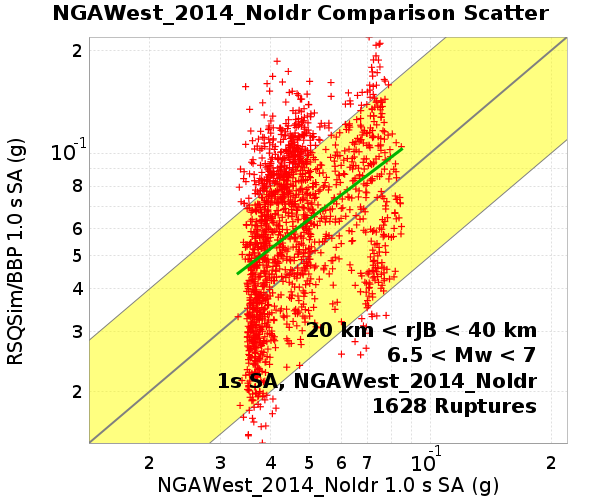 NGAWest_2014_NoIdr Comparison Scatter
RSQSim/BBP 1.0 s SA (g)
2
10^-1
8
6
5
4
3
2
20 km < rJB < 40 km
6.5 < Mw < 7
1s SA, NGAWest_2014_NoIdr
1628 Ruptures
2 3 4 5 6 7 10^-1 2
NGAWest_2014_NoIdr 1.0 s SA (g)